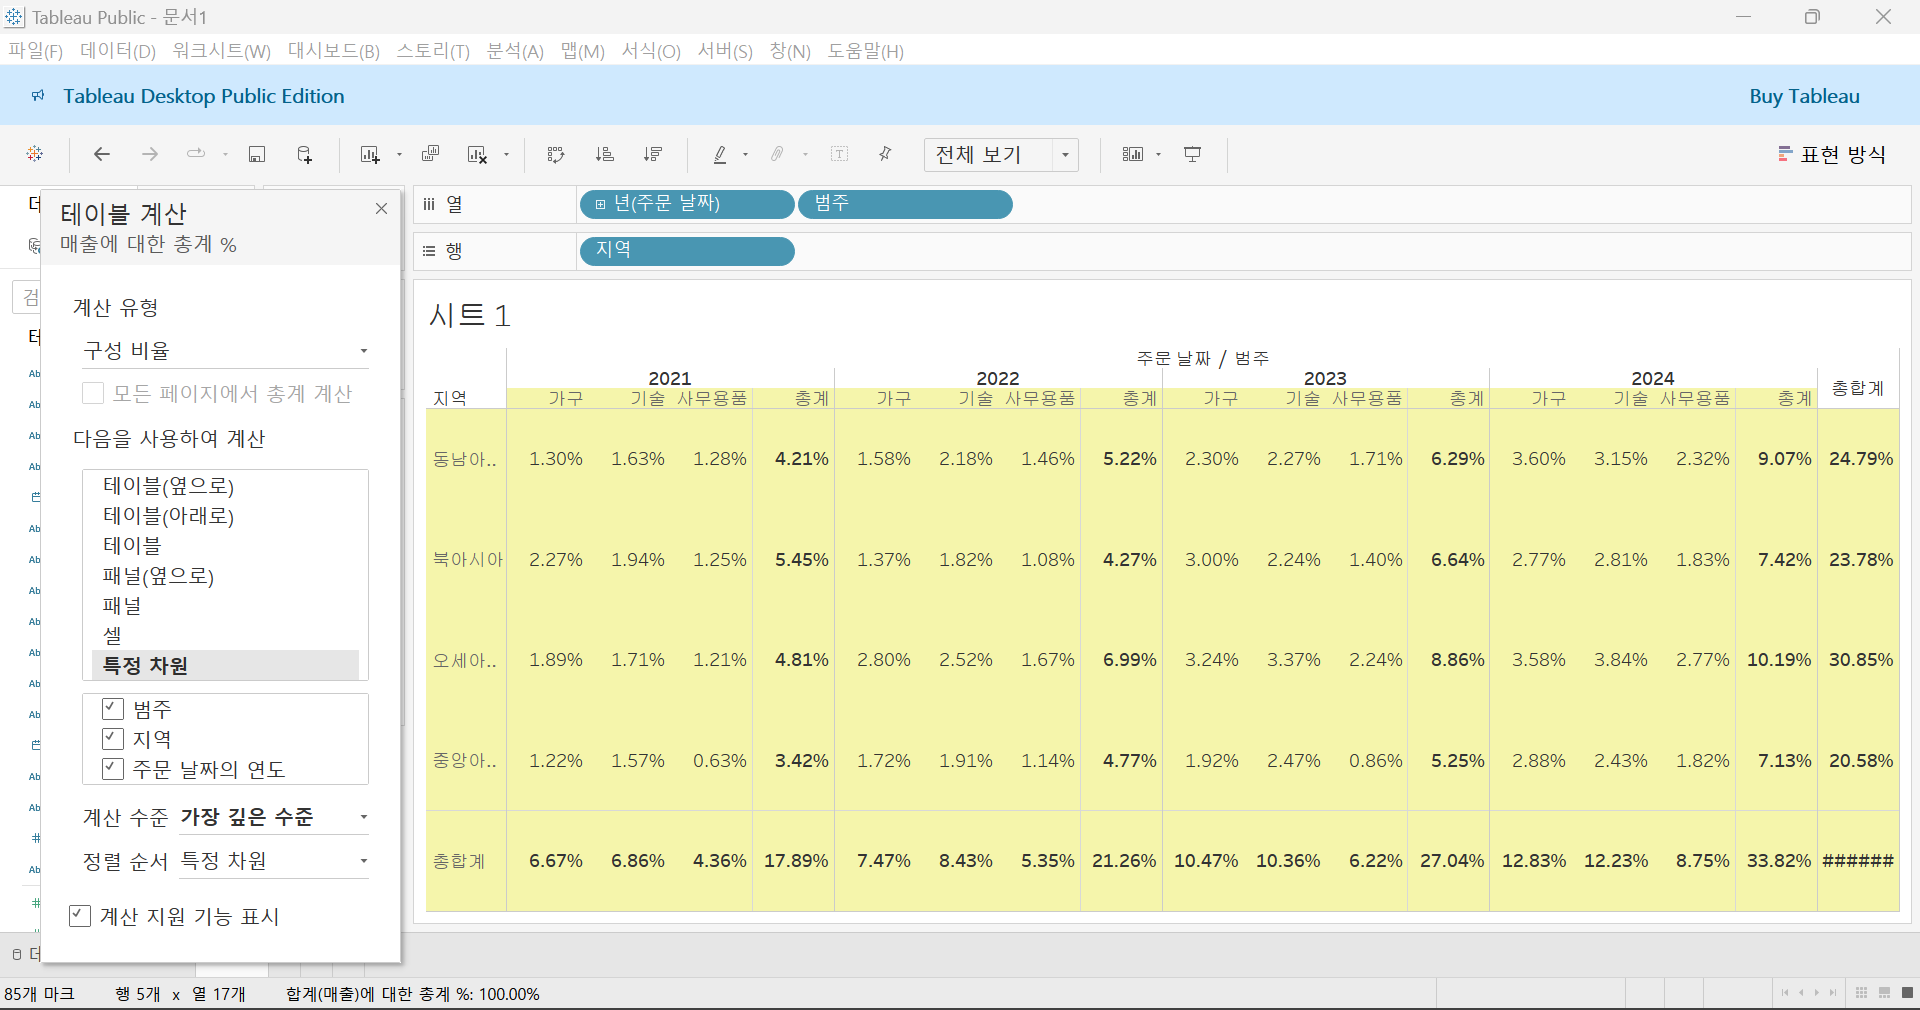 Tableau Public - 문서1
파일(F) 데이터(D) 워크시트(W) 대시보드(B) 스토리(T) 분석(A) 맵(M) 서식(O) 서버(S) 창(N) 도움말(H)
Tableau Desktop Public Edition Buy Tableau
전체 보기 표현 방식
테이블 계산
매출에 대한 총계 %
계산 유형
구성 비율
모든 페이지에서 총계 계산
다음을 사용하여 계산
테이블(옆으로)
테이블(아래로)
테이블
패널(옆으로)
패널
셀
특정 차원
범주
지역
주문 날짜의 연도
계산 수준 가장 깊은 수준
정렬 순서 특정 차원
계산 지원 기능 표시
열 년(주문 날짜) 범주
행 지역
시트 1
주문 날짜 / 범주
2021 2022 2023 2024 총합계
지역 가구 기술 사무용품 총계 가구 기술 사무용품 총계 가구 기술 사무용품 총계 가구 기술 사무용품 총계
동남아.. 1.30% 1.63% 1.28% 4.21% 1.58% 2.18% 1.46% 5.22% 2.30% 2.27% 1.71% 6.29% 3.60% 3.15% 2.32% 9.07% 24.79%
북아시아 2.27% 1.94% 1.25% 5.45% 1.37% 1.82% 1.08% 4.27% 3.00% 2.24% 1.40% 6.64% 2.77% 2.81% 1.83% 7.42% 23.78%
오세아.. 1.89% 1.71% 1.21% 4.81% 2.80% 2.52% 1.67% 6.99% 3.24% 3.37% 2.24% 8.86% 3.58% 3.84% 2.77% 10.19% 30.85%
중앙아.. 1.22% 1.57% 0.63% 3.42% 1.72% 1.91% 1.14% 4.77% 1.92% 2.47% 0.86% 5.25% 2.88% 2.43% 1.82% 7.13% 20.58%
총합계 6.67% 6.86% 4.36% 17.89% 7.47% 8.43% 5.35% 21.26% 10.47% 10.36% 6.22% 27.04% 12.83% 12.23% 8.75% 33.82% ######
85개 마크 행 5개 x 열 17개 합계(매출)에 대한 총계 %: 100.00%